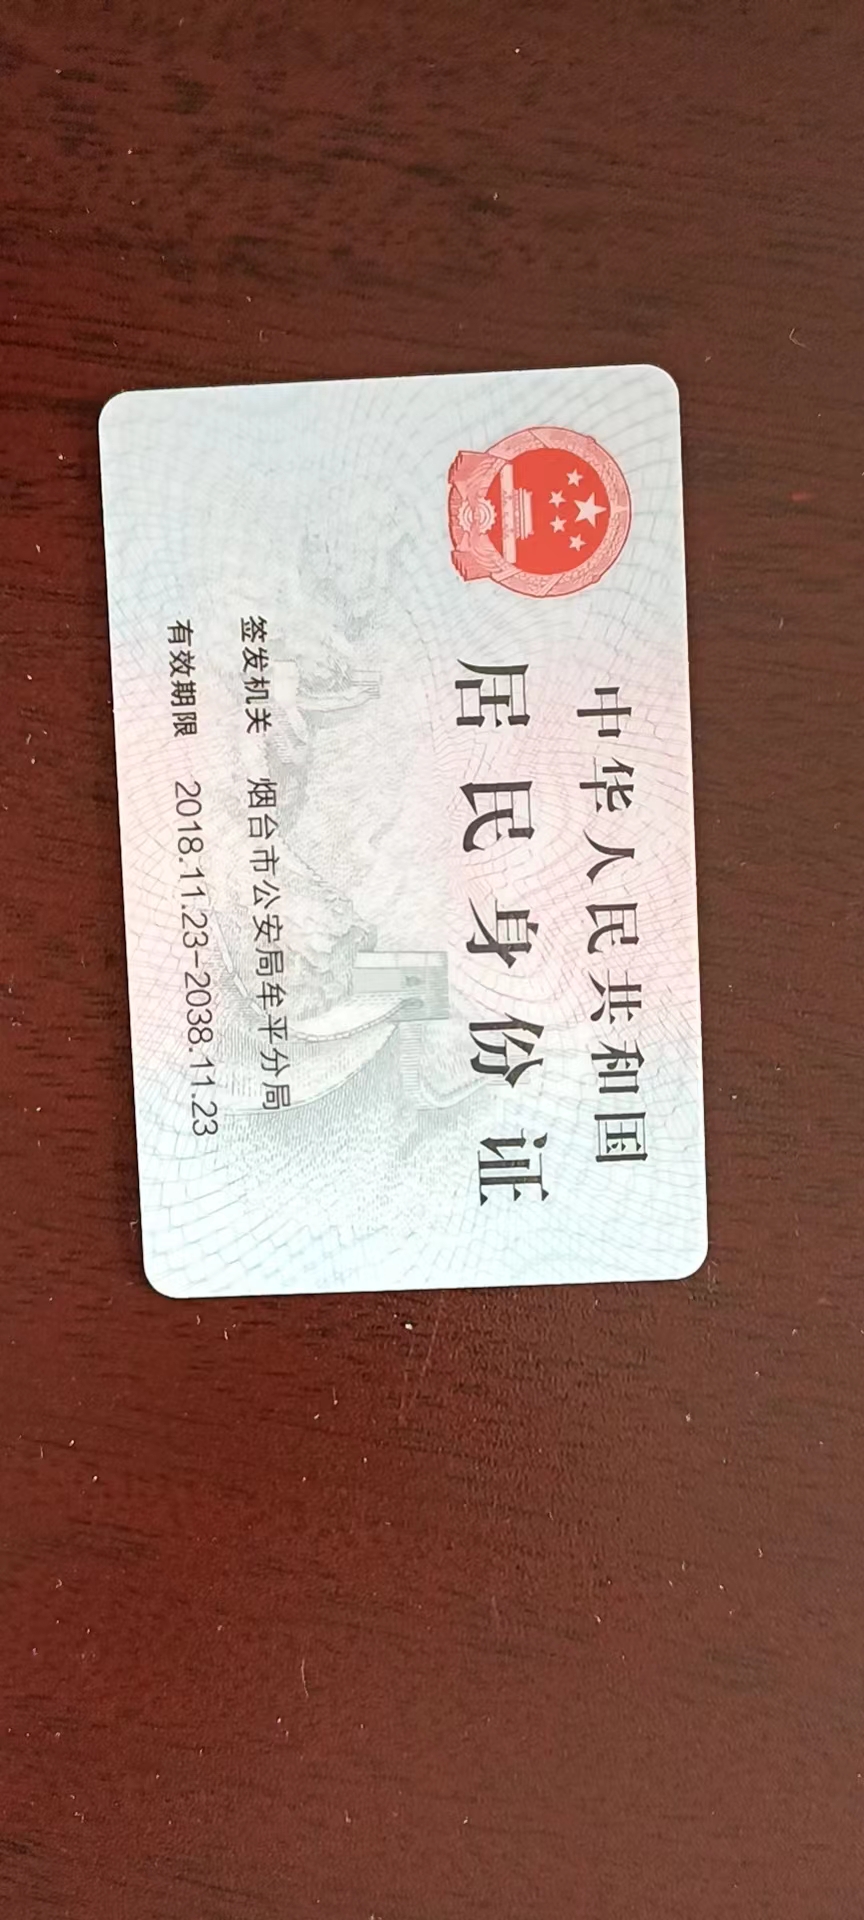 中华人民共和国
居民身份证
签发机关 烟台市公安局牟平分局
有效期限 2018.11.23-2038.11.23